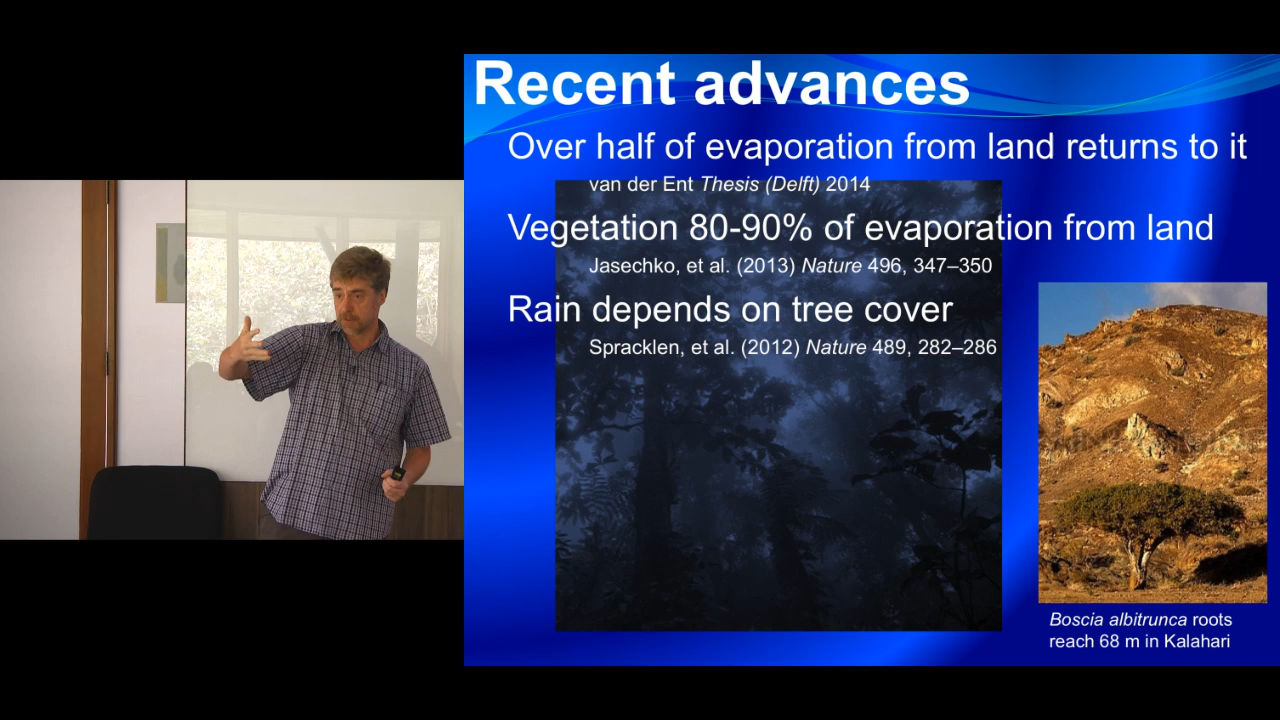 Recent advances
Over half of evaporation from land returns to it
van der Ent Thesis (Delft) 2014
Vegetation 80-90% of evaporation from land
Jasechko, et al. (2013) Nature 496, 347–350
Rain depends on tree cover
Spracklen, et al. (2012) Nature 489, 282–286
Boscia albitrunca roots
reach 68 m in Kalahari